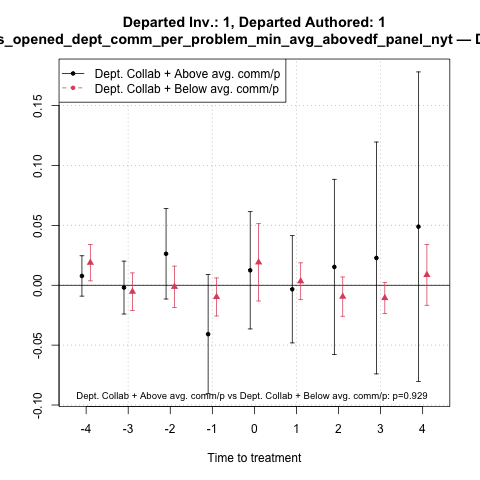 Departed Inv.: 1, Departed Authored: 1
s_opened_dept_comm_per_problem_min_avg_abovedf_panel_nyt — D
Dept. Collab + Above avg. comm/p
Dept. Collab + Below avg. comm/p
0.15
0.10
0.05
0.00
-0.05
-0.10
Dept. Collab + Above avg. comm/p vs Dept. Collab + Below avg. comm/p: p=0.929
-4 -3 -2 -1 0 1 2 3 4
Time to treatment